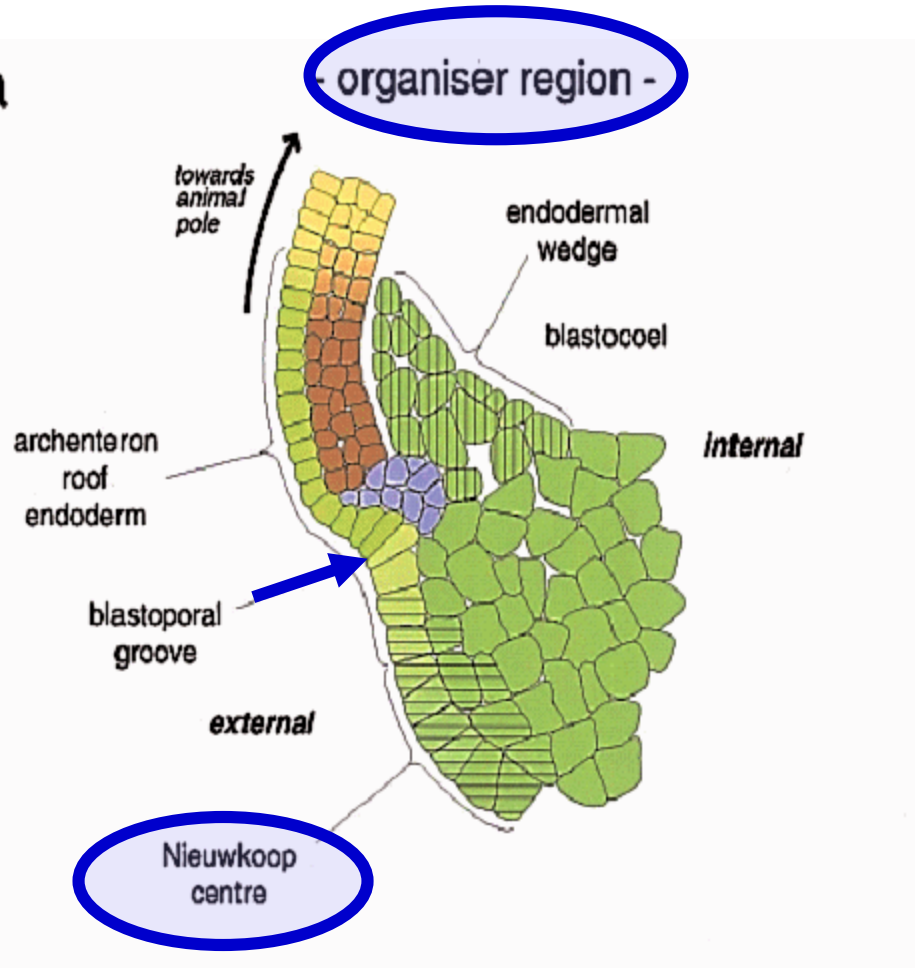 - organiser region -
towards
animal
pole
endodermal
wedge
blastocoel
internal
archenteron
roof
endoderm
blastoporal
groove
external
Nieuwkoop
centre